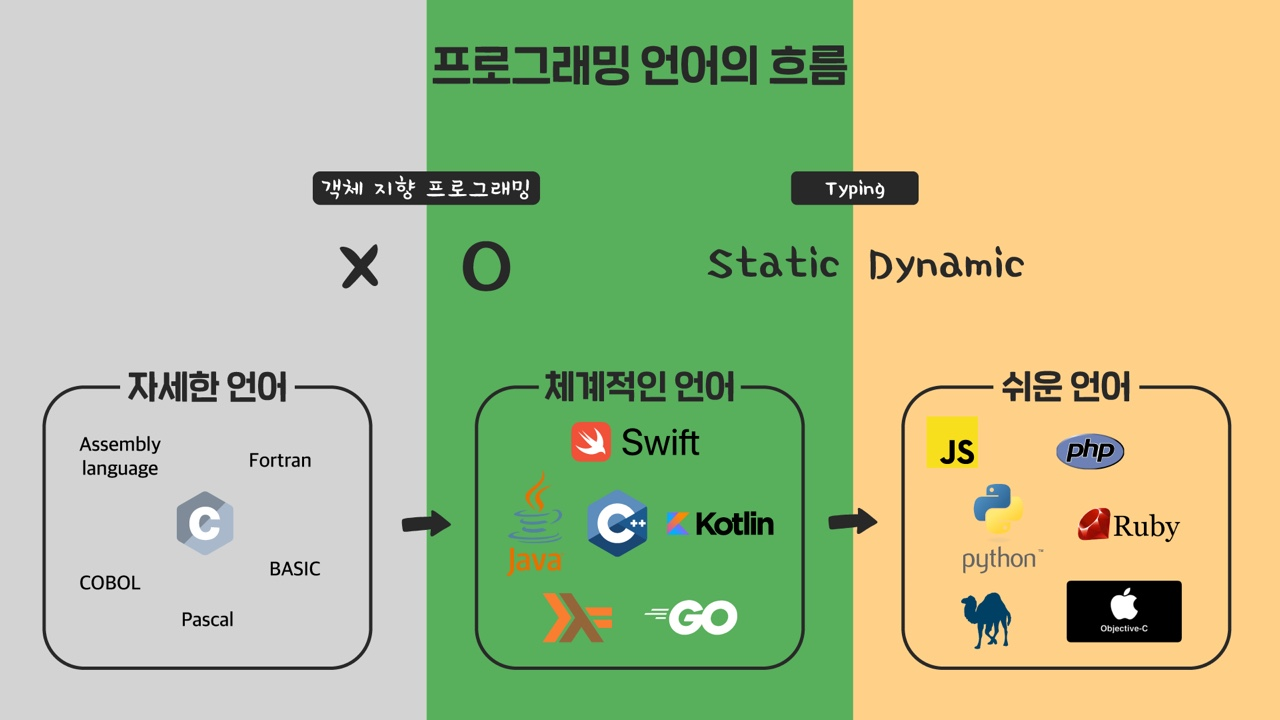 프로그래밍 언어의 흐름
객체 지향 프로그래밍
Typing
X O
Static Dynamic
자세한 언어
Assembly
language
Fortran
C
COBOL
BASIC
Pascal
체계적인 언어
Swift
Java
C++
Kotlin
GO
쉬운 언어
JS
php
python™
Ruby
Objective-C